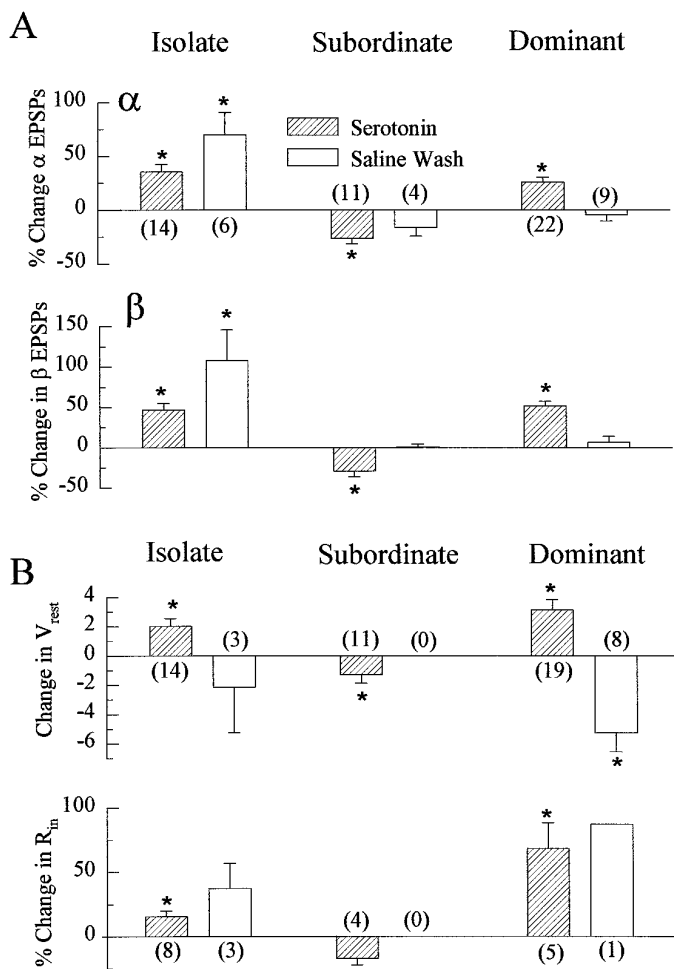 A
Isolate Subordinate Dominant
α
% Change α EPSPs
100
50
0
-50
* * * *
Serotonin
Saline Wash
(14) (6) (11) (4) (22) (9)
β
% Change in β EPSPs
150
100
50
0
-50
* * * *
B
Isolate Subordinate Dominant
Change in Vrest
4
2
0
-2
-4
-6
* * * *
(14) (3) (11) (0) (19) (8)
% Change in Rin
100
50
0
* *
(8) (3) (4) (0) (5) (1)